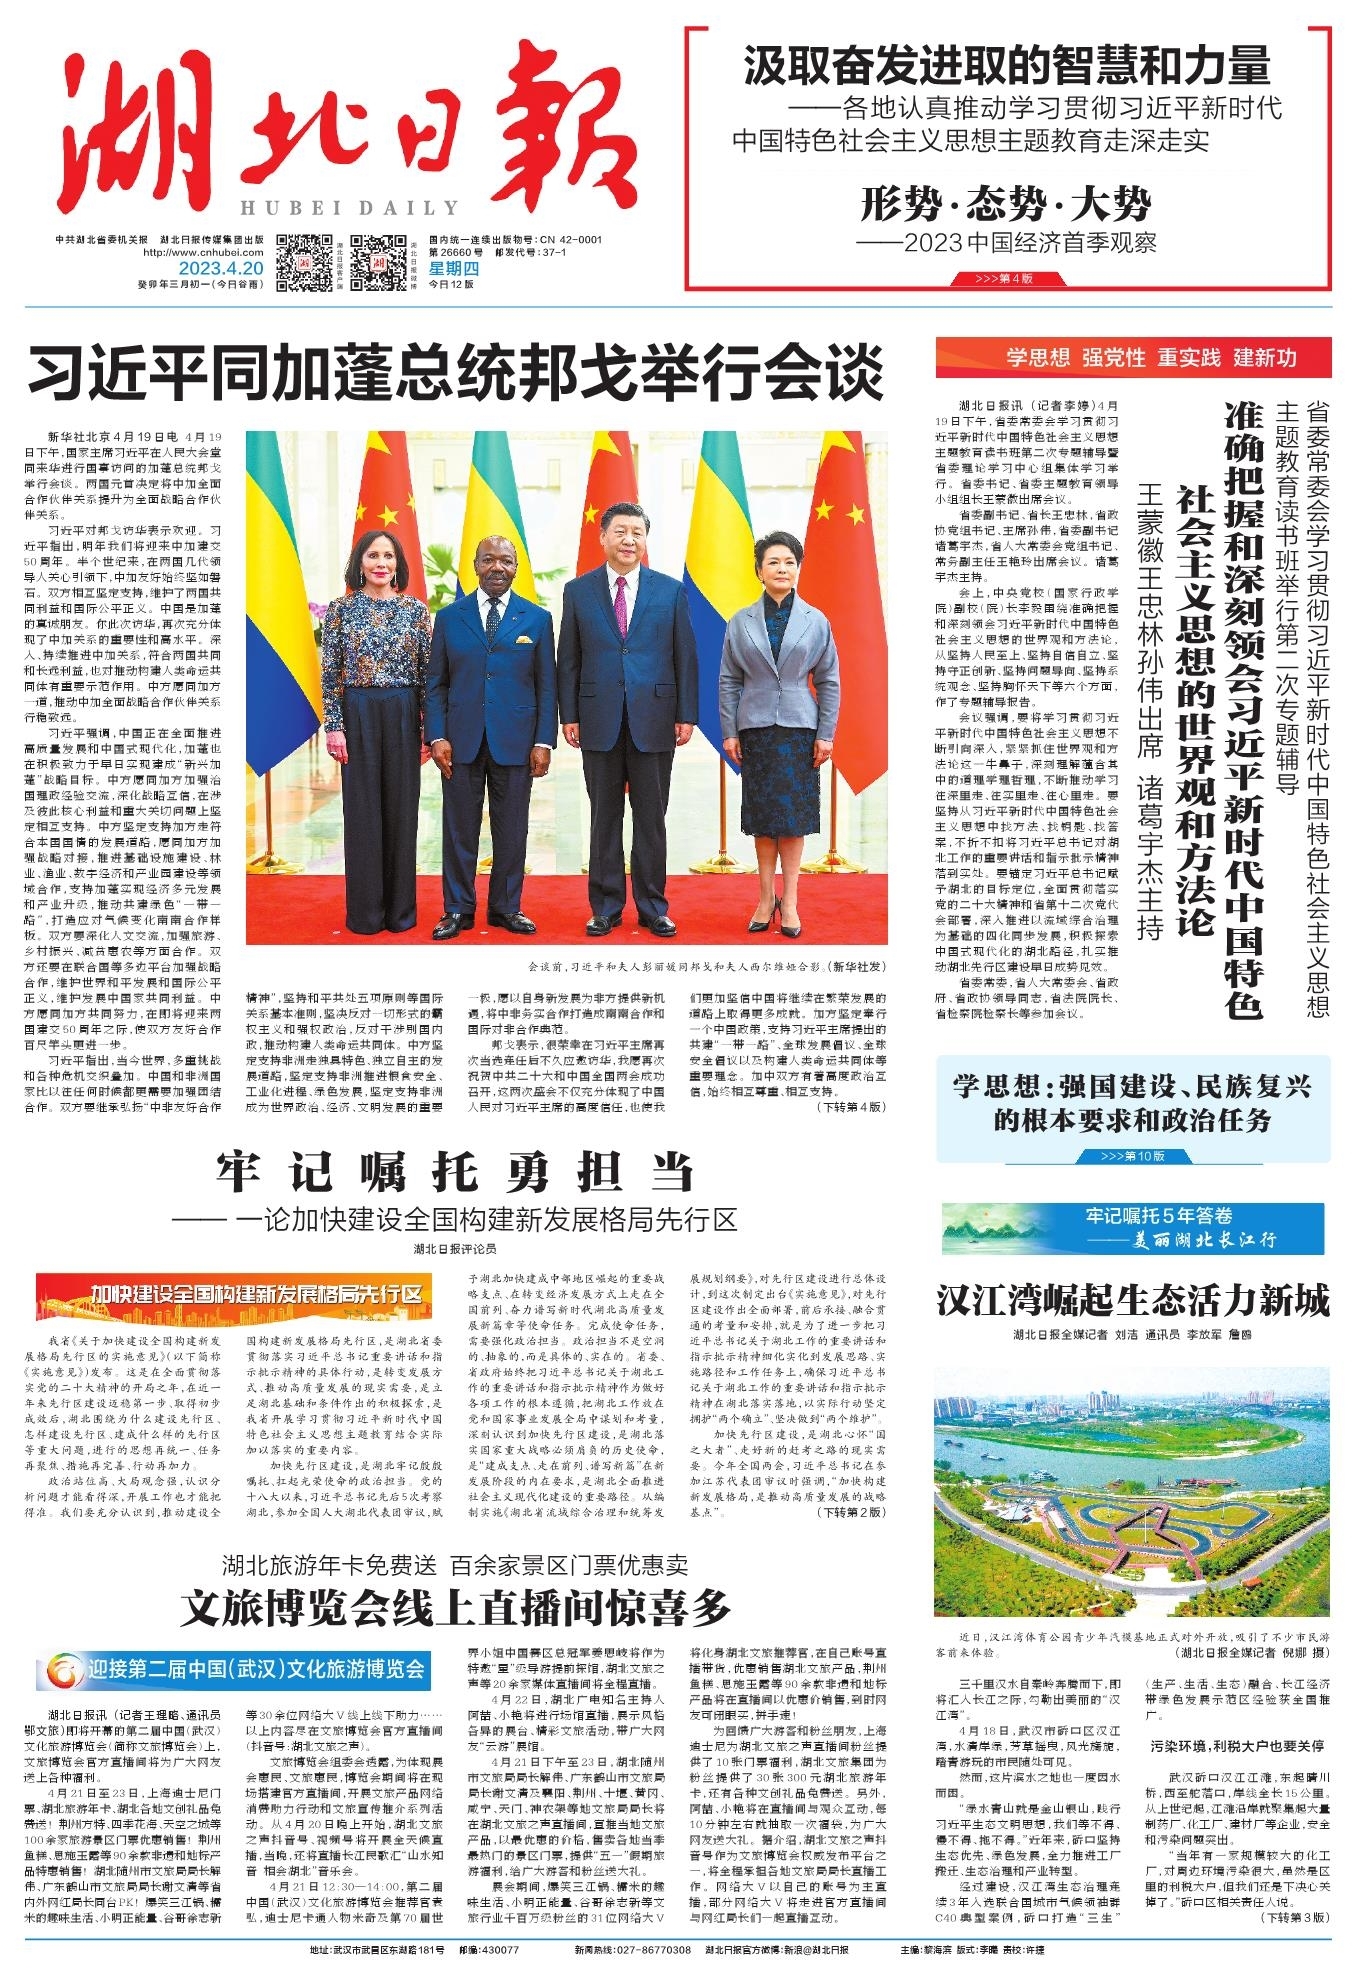 湖北日報
HUBEI DAILY
中共湖北省委机关报 湖北日报传媒集团出版
http://www.cnhubei.com
2023.4.20
癸卯年三月初一(今日谷雨)
湖北日报客户端
湖北日报微博
国内统一连续出版物号:CN 42-0001
第26660号 邮发代号:37-1
星期四
今日12版
汲取奋发进取的智慧和力量
——各地认真推动学习贯彻习近平新时代
中国特色社会主义思想主题教育走深走实
形势·态势·大势
——2023中国经济首季观察
>>>第4版
习近平同加蓬总统邦戈举行会谈
新华社北京4月19日电 4月19
日下午,国家主席习近平在人民大会堂
同来华进行国事访问的加蓬总统邦戈
举行会谈。两国元首决定将中加全面
合作伙伴关系提升为全面战略合作伙
伴关系。
习近平对邦戈访华表示欢迎。习
近平指出,明年我们将迎来中加建交
50周年。半个世纪来,在两国几代领
导人关心引领下,中加友好始终坚如磐
石。双方相互坚定支持,维护了两国共
同利益和国际公平正义。中国是加蓬
的真诚朋友。你此次访华,再次充分体
现了中加关系的重要性和高水平。深
入、持续推进中加关系,符合两国共同
和长远利益,也对推动构建人类命运共
同体有重要示范作用。中方愿同加方
一道,推动中加全面战略合作伙伴关系
行稳致远。
习近平强调,中国正在全面推进
高质量发展和中国式现代化,加蓬也
在积极致力于早日实现建成“新兴加
蓬”战略目标。中方愿同加方加强治
国理政经验交流,深化战略互信,在涉
及彼此核心利益和重大关切问题上坚
定相互支持。中方坚定支持加方走符
合本国国情的发展道路,愿同加方加
强战略对接,推进基础设施建设、林
业、渔业、数字经济和产业园建设等领
域合作,支持加蓬实现经济多元发展
和产业升级,推动共建绿色“一带一
路”,打造应对气候变化南南合作样
板。双方要深化人文交流,加强旅游、
乡村振兴、减贫惠农等方面合作。双
方还要在联合国等多边平台加强战略
合作,维护世界和平发展和国际公平
正义,维护发展中国家共同利益。中
方愿同加方共同努力,在即将迎来两
国建交50周年之际,使双方友好合作
百尺竿头更进一步。
习近平指出,当今世界,多重挑战
和各种危机交织叠加。中国和非洲国
家比以往任何时候都更需要加强团结
合作。双方要继承弘扬“中非友好合作
会谈前,习近平和夫人彭丽媛同邦戈和夫人西尔维娅合影。(新华社发)
精神”,坚持和平共处五项原则等国际
关系基本准则,坚决反对一切形式的霸
权主义和强权政治,反对干涉别国内
政,推动构建人类命运共同体。中方坚
定支持非洲走独具特色、独立自主的发
展道路,坚定支持非洲推进粮食安全、
工业化进程、绿色发展,坚定支持非洲
成为世界政治、经济、文明发展的重要
一极,愿以自身新发展为非方提供新机
遇,将中非务实合作打造成南南合作和
国际对非合作典范。
邦戈表示,很荣幸在习近平主席再
次当选连任后不久应邀访华,我愿再次
祝贺中共二十大和中国全国两会成功
召开,这两次盛会不仅充分体现了中国
人民对习近平主席的高度信任,也使我
们更加坚信中国将继续在繁荣发展的
道路上取得更多成就。加方坚定奉行
一个中国政策,支持习近平主席提出的
共建“一带一路”、全球发展倡议、全球
安全倡议以及构建人类命运共同体等
重要理念。加中双方有着高度政治互
信,始终相互尊重、相互支持。
(下转第4版)
学思想 强党性 重实践 建新功
省委常委会学习贯彻习近平新时代中国特色社会主义思想
主题教育读书班举行第二次专题辅导
准确把握和深刻领会习近平新时代中国特色
社会主义思想的世界观和方法论
王蒙徽王忠林孙伟出席 诸葛宇杰主持
湖北日报讯(记者李婷)4月
19日下午,省委常委会学习贯彻习
近平新时代中国特色社会主义思想
主题教育读书班第二次专题辅导暨
省委理论学习中心组集体学习举
行。省委书记、省委主题教育领导
小组组长王蒙徽出席会议。
省委副书记、省长王忠林,省政
协党组书记、主席孙伟,省委副书记
诸葛宇杰,省人大常委会党组书记、
常务副主任王艳玲出席会议。诸葛
宇杰主持。
会上,中央党校(国家行政学
院)副校(院)长李毅围绕准确把握
和深刻领会习近平新时代中国特色
社会主义思想的世界观和方法论,
从坚持人民至上、坚持自信自立、坚
持守正创新、坚持问题导向、坚持系
统观念、坚持胸怀天下等六个方面,
作了专题辅导报告。
会议强调,要将学习贯彻习近
平新时代中国特色社会主义思想不
断引向深入,紧紧抓住世界观和方
法论这一牛鼻子,深刻理解蕴含其
中的道理学理哲理,不断推动学习
往深里走、往实里走、往心里走。要
坚持从习近平新时代中国特色社会
主义思想中找方法、找钥匙、找答
案,不折不扣将习近平总书记对湖
北工作的重要讲话和指示批示精神
落到实处。要锚定习近平总书记赋
予湖北的目标定位,全面贯彻落实
党的二十大精神和省第十二次党代
会部署,深入推进以流域综合治理
为基础的四化同步发展,积极探索
中国式现代化的湖北路径,扎实推
动湖北先行区建设早日成势见效。
省委常委,省人大常委会、省政
府、省政协领导同志,省法院院长、
省检察院检察长等参加会议。
学思想:强国建设、民族复兴
的根本要求和政治任务
>>>第10版
牢记嘱托勇担当
—— 一论加快建设全国构建新发展格局先行区
湖北日报评论员
加快建设全国构建新发展格局先行区
我省《关于加快建设全国构建新发
展格局先行区的实施意见》(以下简称
《实施意见》)发布。这是在全面贯彻落
实党的二十大精神的开局之年,在近一
年来先行区建设迈稳第一步、取得初步
成效后,湖北围绕为什么建设先行区、
怎样建设先行区、建成什么样的先行区
等重大问题,进行的思想再统一、任务
再聚焦、措施再完善、行动再加力。
政治站位高、大局观念强,认识分
析问题才能看得深,开展工作也才能把
得准。我们要充分认识到,推动建设全
国构建新发展格局先行区,是湖北省委
贯彻落实习近平总书记重要讲话和指
示批示精神的具体行动,是转变发展方
式、推动高质量发展的现实需要,是立
足湖北基础和条件作出的积极探索,是
我省开展学习贯彻习近平新时代中国
特色社会主义思想主题教育结合实际
加以落实的重要内容。
加快先行区建设,是湖北牢记殷殷
嘱托、扛起光荣使命的政治担当。党的
十八大以来,习近平总书记先后5次考察
湖北,参加全国人大湖北代表团审议,赋
予湖北加快建成中部地区崛起的重要战
略支点、在转变经济发展方式上走在全
国前列、奋力谱写新时代湖北高质量发
展新篇章等使命任务。完成使命任务,
需要强化政治担当。政治担当不是空洞
的、抽象的,而是具体的、实在的。省委、
省政府始终把习近平总书记关于湖北工
作的重要讲话和指示批示精神作为做好
各项工作的根本遵循,把湖北工作放在
党和国家事业发展全局中谋划和考量,
深刻认识到加快先行区建设,是湖北落
实国家重大战略必须肩负的历史使命,
是“建成支点、走在前列、谱写新篇”在新
发展阶段的内在要求,是湖北全面推进
社会主义现代化建设的重要路径。从编
制实施《湖北省流域综合治理和统筹发
展规划纲要》,对先行区建设进行总体设
计,到这次制定出台《实施意见》,对先行
区建设作出全面部署,前后承接、融合贯
通的考量和安排,就是为了进一步把习
近平总书记关于湖北工作的重要讲话和
指示批示精神细化实化到发展思路、实
施路径和工作任务上,确保习近平总书
记关于湖北工作的重要讲话和指示批示
精神在湖北落实落地,以实际行动坚定
拥护“两个确立”、坚决做到“两个维护”。
加快先行区建设,是湖北心怀“国
之大者”、走好新的赶考之路的现实需
要。今年全国两会,习近平总书记在参
加江苏代表团审议时强调,“加快构建
新发展格局,是推动高质量发展的战略
基点”。 (下转第2版)
湖北旅游年卡免费送 百余家景区门票优惠卖
文旅博览会线上直播间惊喜多
迎接第二届中国(武汉)文化旅游博览会
湖北日报讯(记者王理略、通讯员
鄂文旅)即将开幕的第二届中国(武汉)
文化旅游博览会(简称文旅博览会)上,
文旅博览会官方直播间将为广大网友
送上各种福利。
4月21日至23日,上海迪士尼门
票、湖北旅游年卡、湖北各地文创礼品免
费送!荆州方特、四季花海、天空之城等
100余家旅游景区门票优惠销售!荆州
鱼糕、恩施玉露等90余款非遗和地标产
品特惠销售!湖北随州市文旅局局长解
伟、广东鹤山市文旅局局长谢文清等省
内外网红局长同台PK!爆笑三江锅、糯
米的趣味生活、小明正能量、谷哥徐志新
等30余位网络大V线上线下助力……
以上内容尽在文旅博览会官方直播间
(抖音号:湖北文旅之声)。
文旅博览会组委会透露,为体现展
会惠民、文旅惠民,博览会期间将在现
场搭建官方直播间,开展文旅产品网络
消费助力行动和文旅宣传推介系列活
动。从4月20日晚上开始,湖北文旅
之声抖音号、视频号将开展全天候直
播,当晚,还将直播长江民歌汇“山水知
音 相会湖北”音乐会。
4月21日12:30—14:00,第二届
中国(武汉)文化旅游博览会推荐官袁
弘,迪士尼卡通人物米奇及第70届世
界小姐中国赛区总冠军姜思岐将作为
特邀“星”级导游提前探馆,湖北文旅之
声等20余家媒体直播间将全程直播。
4月22日,湖北广电知名主持人
阿喆、小艳将进行场馆直播,展示风格
各异的展台、精彩文旅活动,带广大网
友“云游”展馆。
4月21日下午至23日,湖北随州
市文旅局局长解伟、广东鹤山市文旅局
局长谢文清及襄阳、荆州、十堰、黄冈、
咸宁、天门、神农架等地文旅局局长将
在湖北文旅之声直播间,直推当地文旅
产品,以最优惠的价格,售卖各地当季
最热门的景区门票,提供“五一”假期旅
游福利,给广大游客和粉丝送大礼。
展会期间,爆笑三江锅、糯米的趣
味生活、小明正能量、谷哥徐志新等文
旅行业千百万级粉丝的31位网络大V
将化身湖北文旅推荐官,在自己账号直
播带货,优惠销售湖北文旅产品,荆州
鱼糕、恩施玉露等90余款非遗和地标
产品将在直播间以优惠价销售,到时网
友可闭眼买,拼手速!
为回馈广大游客和粉丝朋友,上海
迪士尼为湖北文旅之声直播间粉丝提
供了10张门票福利,湖北文旅集团为
粉丝提供了30张300元湖北旅游年
卡,还有各种文创礼品免费送。另外,
阿喆、小艳将在直播间与观众互动,每
10分钟左右就抽取一次福袋,为广大
网友送大礼。据介绍,湖北文旅之声抖
音号作为文旅博览会权威发布平台之
一,将全程承担各地文旅局局长直播工
作。网络大V以自己的账号为主直
播,部分网络大V将走进官方直播间
与网红局长们一起直播互动。
牢记嘱托5年答卷
——美丽湖北长江行
汉江湾崛起生态活力新城
湖北日报全媒记者 刘洁 通讯员 李放军 詹鸥
近日,汉江湾体育公园青少年汽模基地正式对外开放,吸引了不少市民游
客前来体验。 (湖北日报全媒记者 倪娜 摄)
三千里汉水自秦岭奔腾而下,即
将汇入长江之际,勾勒出美丽的“汉
江湾”。
4月18日,武汉市硚口区汉江
湾,水清岸绿,芳草摇曳,风光旖旎,
踏青游玩的市民随处可见。
然而,这片滨水之地也一度因水
而困。
“绿水青山就是金山银山,践行
习近平生态文明思想,我们等不得、
慢不得、拖不得。”近年来,硚口坚持
生态优先、绿色发展,全力推进工厂
搬迁、生态治理和产业转型。
经过建设,汉江湾生态治理连
续3年入选联合国城市气候领袖群
C40典型案例,硚口打造“三生”
(生产、生活、生态)融合、长江经济
带绿色发展示范区经验获全国推
广。
污染环境,利税大户也要关停
武汉硚口汉江江滩,东起晴川
桥,西至舵落口,岸线全长15公里。
从上世纪起,江滩沿岸就聚集起大量
制药厂、化工厂、建材厂等企业,安全
和污染问题突出。
“当年有一家规模较大的化工
厂,对周边环境污染很大,虽然是区
里的利税大户,但我们还是下决心关
掉了。”硚口区相关责任人说。
(下转第3版)
地址:武汉市武昌区东湖路181号 邮编:430077 新闻热线:027-86770308 湖北日报官方微博:新浪@湖北日报 主编:黎海滨 版式:李曦 责校:许建